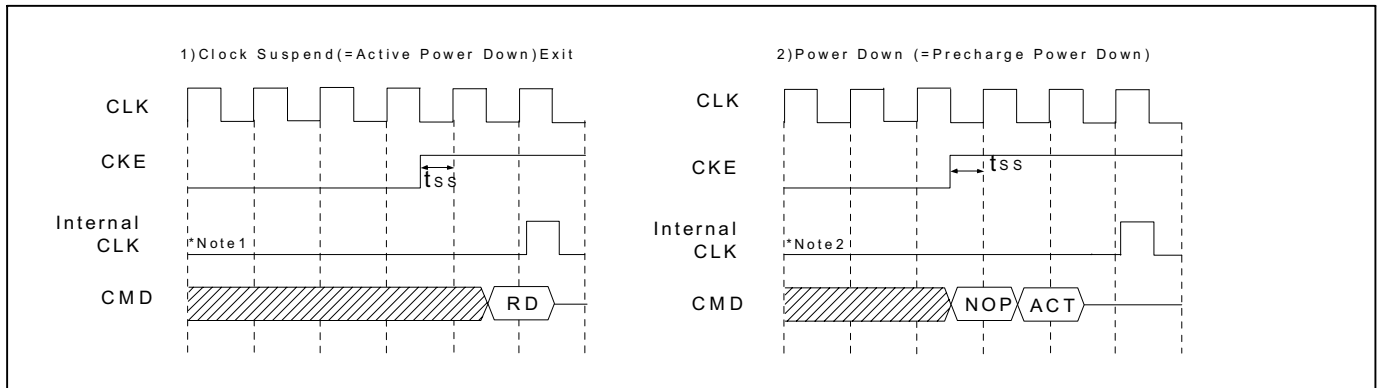 1)Clock Suspend(=Active Power Down)Exit
CLK
CKE
tss
Internal
CLK
*Note1
CMD
RD
2)Power Down (=Precharge Power Down)
CLK
CKE
tss
Internal
CLK
*Note2
CMD
NOP
ACT